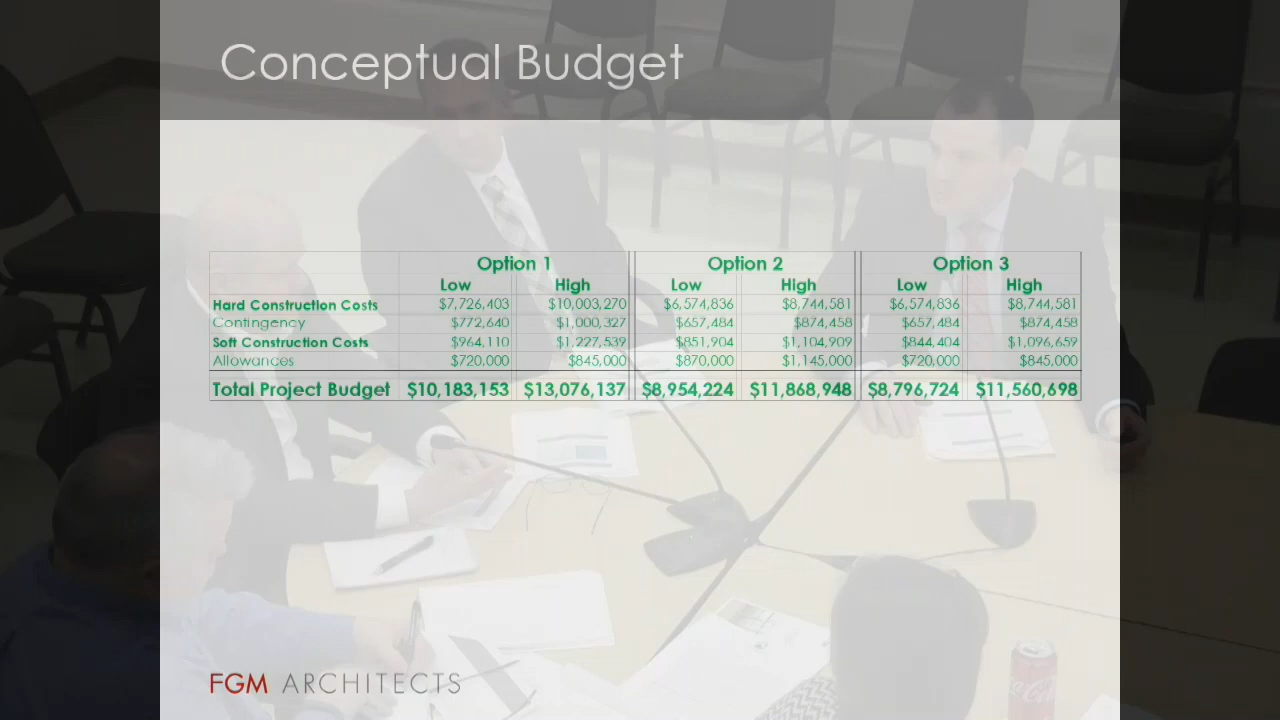 Conceptual Budget
Option 1 Option 2 Option 3
Low High Low High Low High
Hard Construction Costs $7,726,403 $10,003,270 $6,574,836 $8,744,581 $6,574,836 $8,744,581
Contingency $772,640 $1,000,327 $657,484 $874,458 $657,484 $874,458
Soft Construction Costs $964,110 $1,227,539 $851,904 $1,104,909 $844,404 $1,096,659
Allowances $720,000 $845,000 $870,000 $1,145,000 $720,000 $845,000
Total Project Budget $10,183,153 $13,076,137 $8,954,224 $11,868,948 $8,796,724 $11,560,698
FGM ARCHITECTS